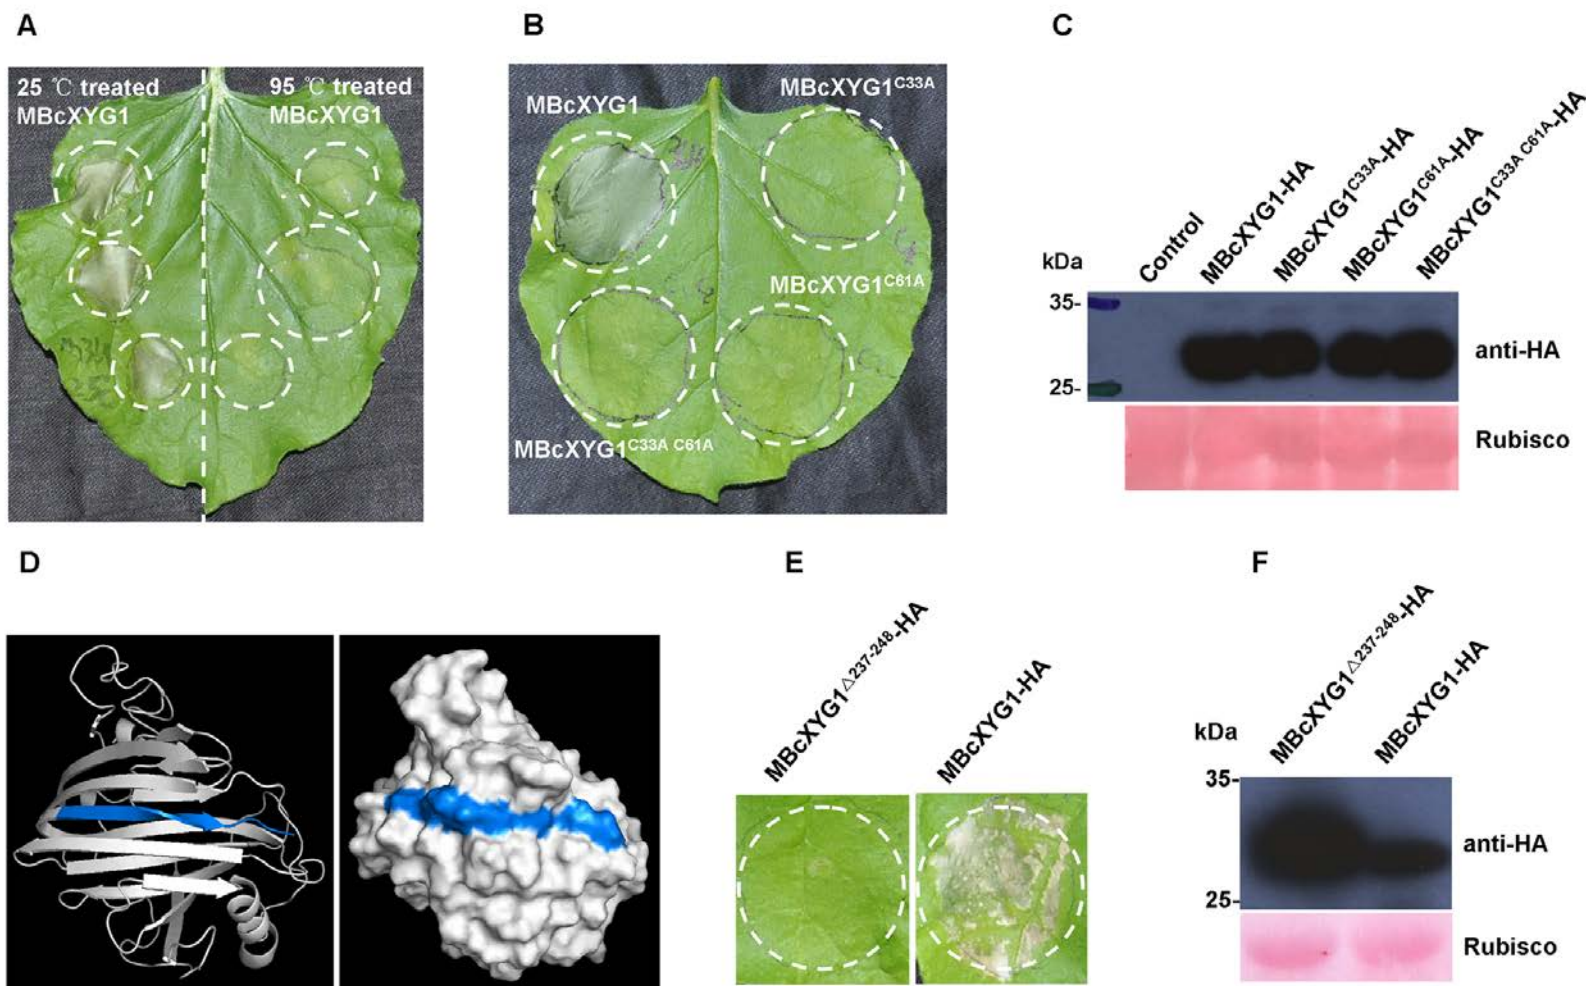 A
25 ℃ treated
MBcXYG1
95 ℃ treated
MBcXYG1
B
MBcXYG1
MBcXYG1C33A
MBcXYG1C61A
MBcXYG1C33A C61A
C
kDa
Control
MBcXYG1-HA
MBcXYG1C33A-HA
MBcXYG1C61A-HA
MBcXYG1C33A C61A-HA
35-
25-
anti-HA
Rubisco
D
E
MBcXYG1△237-248-HA
MBcXYG1-HA
F
kDa
MBcXYG1△237-248-HA
MBcXYG1-HA
35-
25-
anti-HA
Rubisco